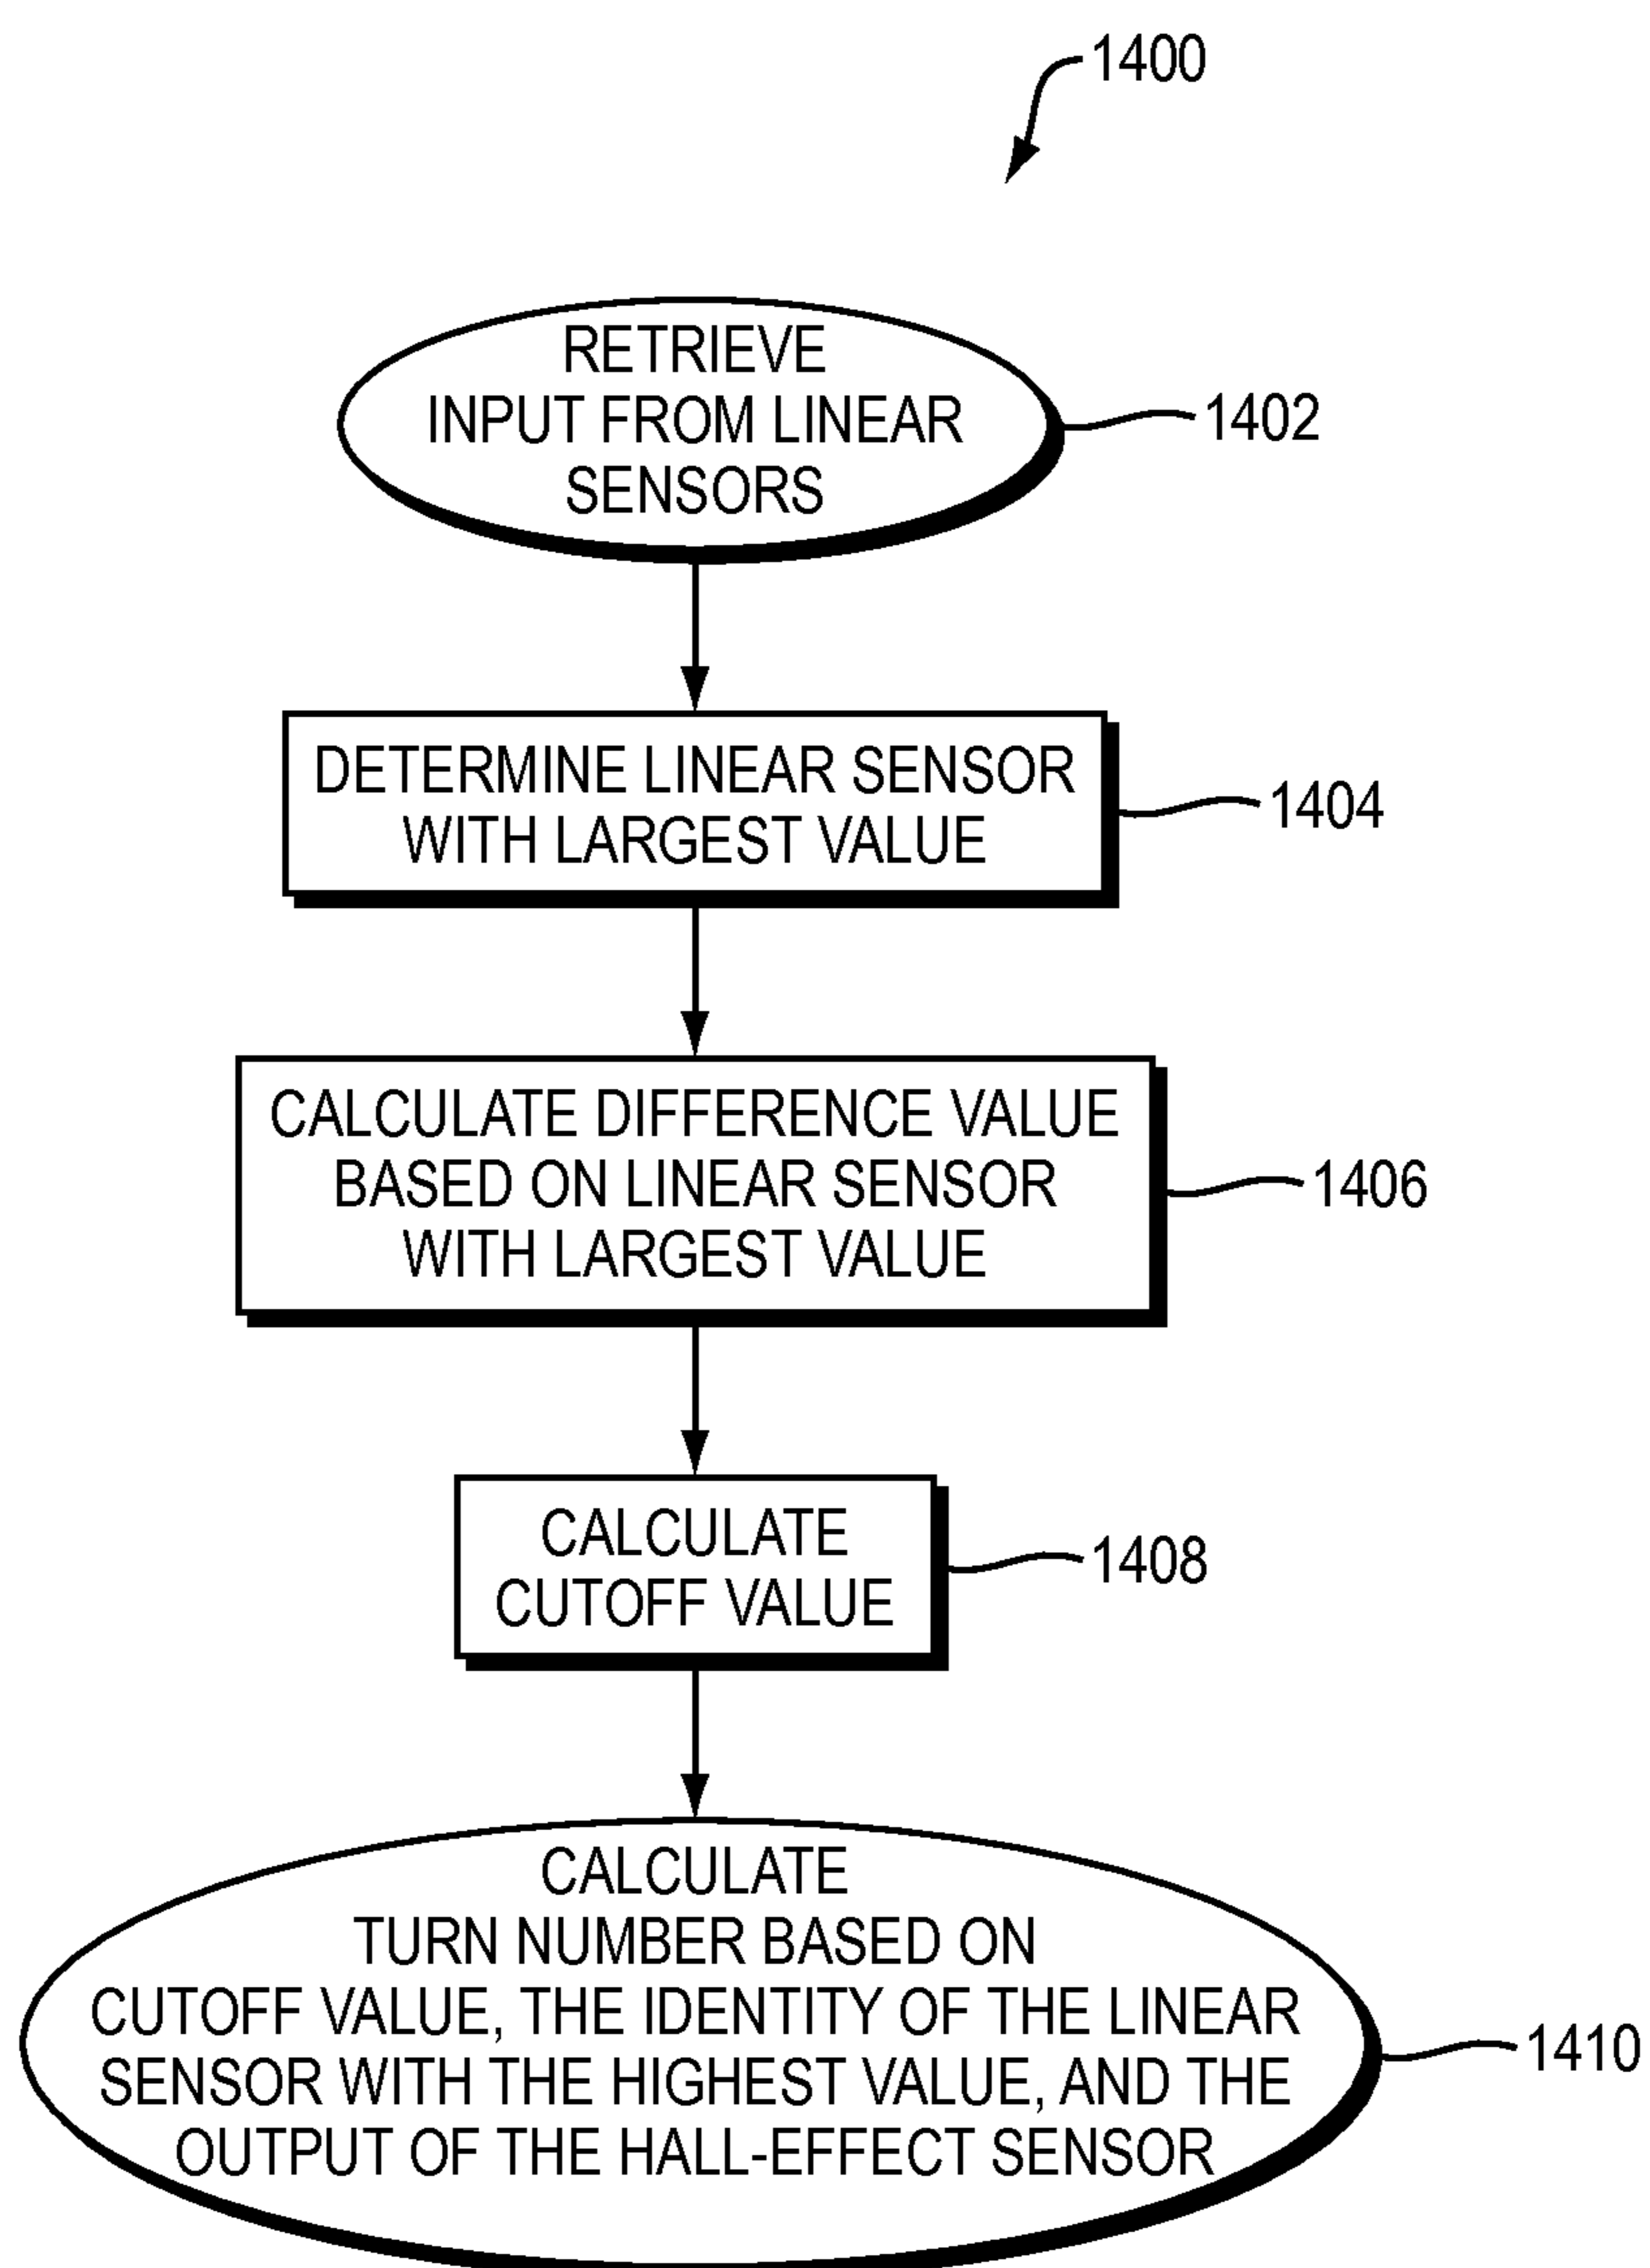 1400
RETRIEVE
INPUT FROM LINEAR
SENSORS
1402
DETERMINE LINEAR SENSOR
WITH LARGEST VALUE
1404
CALCULATE DIFFERENCE VALUE
BASED ON LINEAR SENSOR
WITH LARGEST VALUE
1406
CALCULATE
CUTOFF VALUE
1408
CALCULATE
TURN NUMBER BASED ON
CUTOFF VALUE, THE IDENTITY OF THE LINEAR
SENSOR WITH THE HIGHEST VALUE, AND THE
OUTPUT OF THE HALL-EFFECT SENSOR
1410